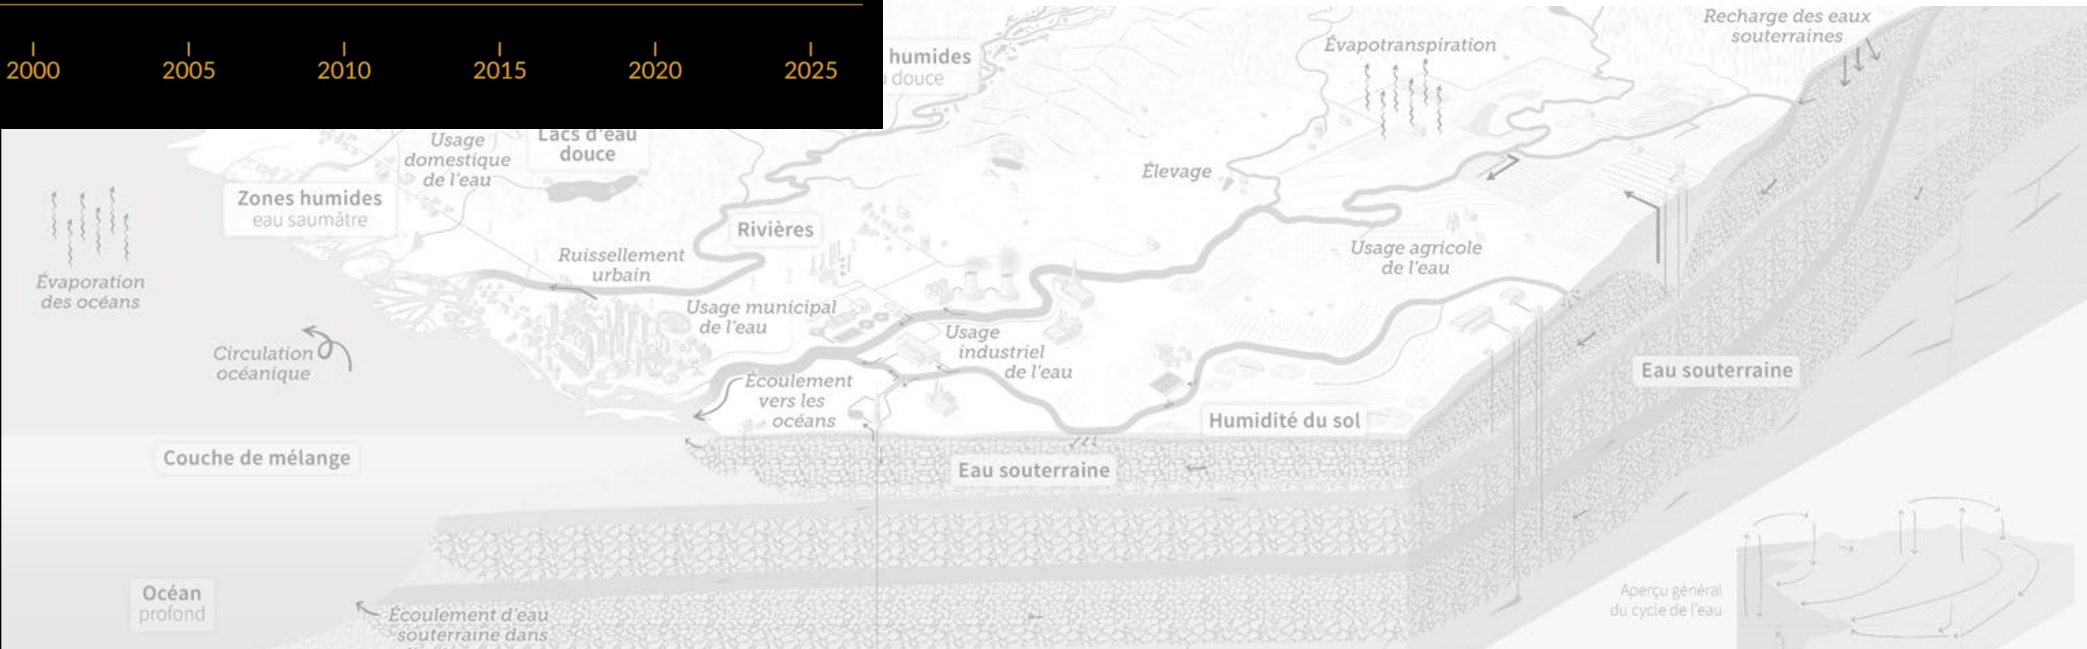 2000 2005 2010 2015 2020 2025
Recharge des eaux
souterraines
Évapotranspiration
humides
douce
Usage
domestique
de l'eau
Lacs d'eau
douce
Élevage
Zones humides
eau saumâtre
Rivières
Ruissellement
urbain
Usage agricole
de l'eau
Évaporation
des océans
Usage municipal
de l'eau
Usage
industriel
de l'eau
Circulation
océanique
Écoulement
vers les
océans
Eau souterraine
Humidité du sol
Couche de mélange
Eau souterraine
Océan
profond
Écoulement d'eau
souterraine dans
Aperçu général
du cycle de l'eau